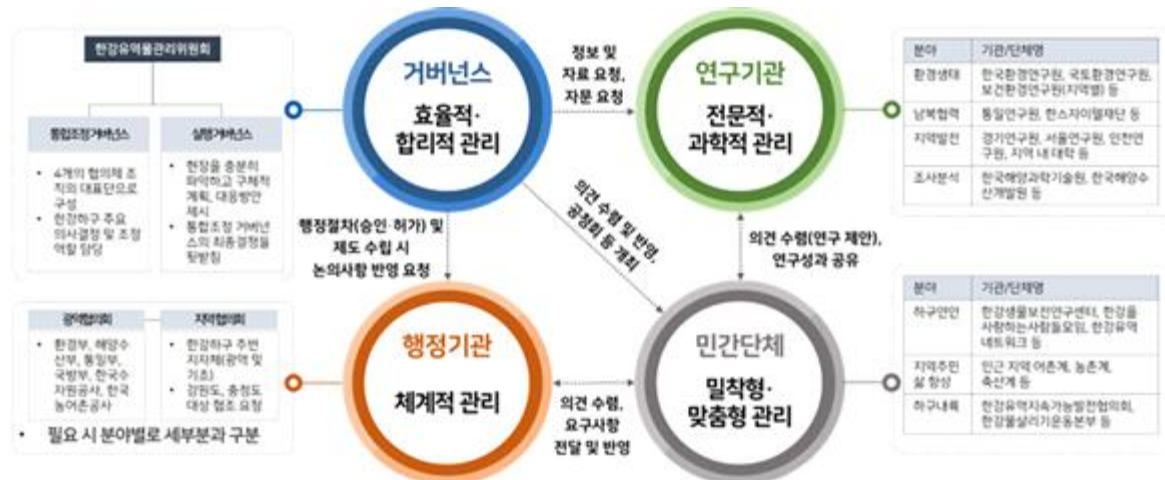 한강유역물관리위원회
통합조정거버넌스
• 4개의 협의체 조
직의 대표단으로
구성
• 한강하구 주요
의사결정 및 조정
역할 담당
실행거버넌스
• 현장을 충분히
파악하고 구체적
계획, 대응방안
제시
• 통합조정 거버넌
스의 최종결정을
뒷받침
거버넌스
효율적·
합리적 관리
정보 및
자료 요청,
자문 요청
연구기관
전문적·
과학적 관리
분야 기관/단체명
환경생태 한국환경연구원, 국토환경연구원,
보건환경연구원(지역별) 등
남북협력 통일연구원, 한스자이델재단 등
지역발전 경기연구원, 서울연구원, 인천연
구원, 지역 내 대학 등
조사분석 한국해양과학기술원, 한국해양수
산개발원 등
행정절차(승인·허가) 및
제도 수립 시
논의사항 반영 요청
의견 수렴 및 반영,
공청회 등 개최
의견 수렴(연구 제안),
연구성과 공유
광역협의회
• 환경부, 해양수
산부, 통일부,
국방부, 한국수
자원공사, 한국
농어촌공사
지역협의회
• 한강하구 주변
지자체(광역 및
기초)
• 강원도, 충청도
대상 협조 요청
• 필요 시 분야별로 세부분과 구분
행정기관
체계적 관리
의견 수렴,
요구사항
전달 및 반영
민간단체
밀착형·
맞춤형 관리
분야 기관/단체명
하구연안 한강생물보전연구센터, 한강을
사랑하는사람들모임, 한강유역
네트워크 등
지역주민
삶 향상 인근 지역 어촌계, 농촌계,
축산계 등
하구내륙 한강유역지속가능발전협의회,
한강물살리기운동본부 등